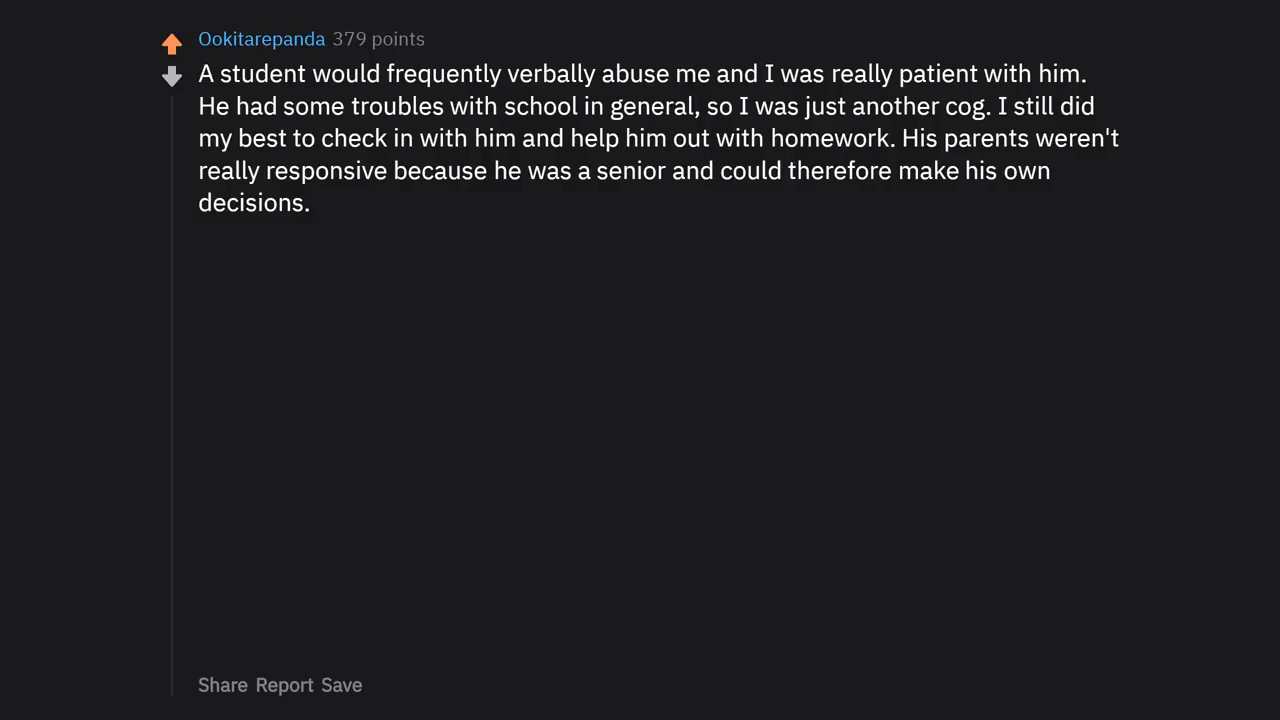 Ookitarepanda 379 points
A student would frequently verbally abuse me and I was really patient with him.
He had some troubles with school in general, so I was just another cog. I still did
my best to check in with him and help him out with homework. His parents weren't
really responsive because he was a senior and could therefore make his own
decisions.
Share Report Save